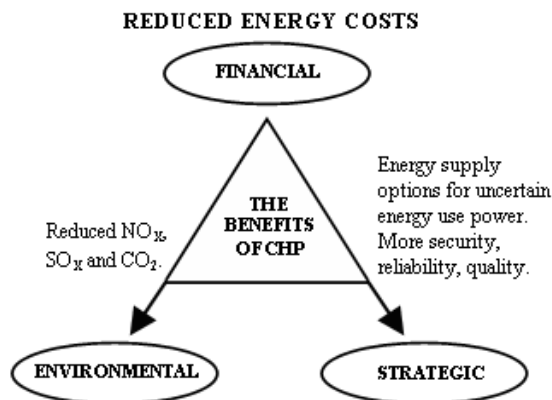 REDUCED ENERGY COSTS
FINANCIAL
THE
BENEFITS
OF CHP
Energy supply
options for uncertain
energy use power.
More security,
reliability, quality.
Reduced NOₓ,
SOₓ and CO₂.
ENVIRONMENTAL
STRATEGIC